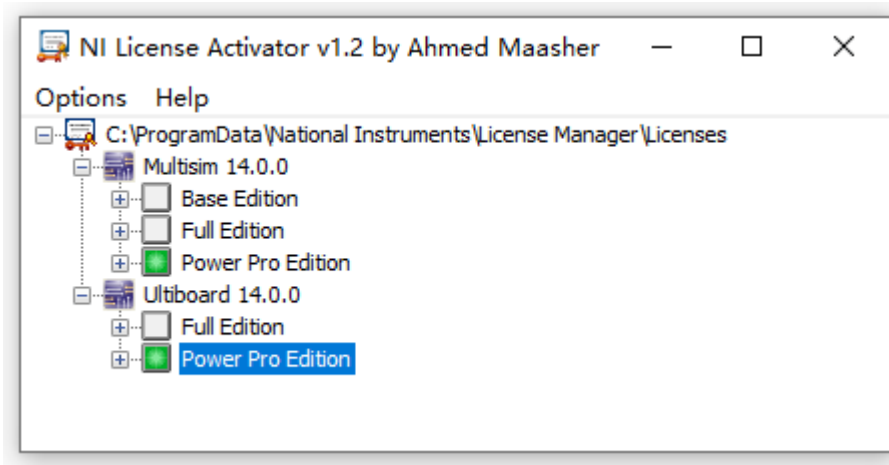 NI License Activator v1.2 by Ahmed Maasher
Options Help
C:\ProgramData\National Instruments\License Manager\Licenses
Multisim 14.0.0
Base Edition
Full Edition
Power Pro Edition
Ultiboard 14.0.0
Full Edition
Power Pro Edition